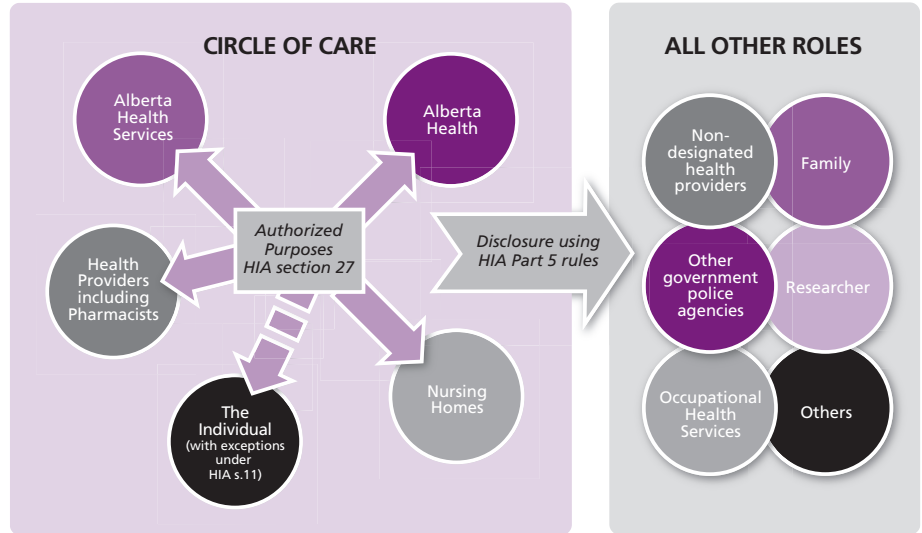 CIRCLE OF CARE
Alberta
Health
Services
Alberta
Health
Authorized
Purposes
HIA section 27
Health
Providers
including
Pharmacists
The
Individual
(with exceptions
under
HIA s.11)
Nursing
Homes
Disclosure using
HIA Part 5 rules
ALL OTHER ROLES
Non-
designated
health
providers
Family
Other
government
police
agencies
Researcher
Occupational
Health
Services
Others